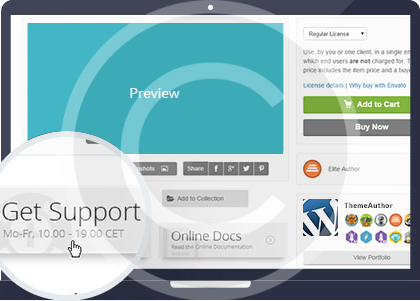 Regular License
Use, by you or one client, in a single en
which end users are not charged for. T
price includes the item price and a buy
License details | Why buy with Envato
Preview
Add to Cart
Buy Now
shots
Share
Elite Author
Add to Collection
Get Support
Mo-Fr, 10.00 - 19.00 CET
Online Docs
Read the Online Documentation
ThemeAuthor
View Portfolio